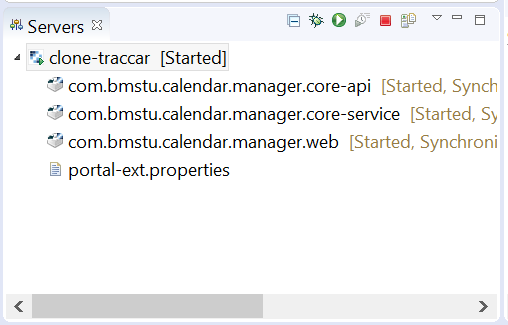 Servers
clone-traccar [Started]
com.bmstu.calendar.manager.core-api [Started, Synch
com.bmstu.calendar.manager.core-service [Started, Sy
com.bmstu.calendar.manager.web [Started, Synchroni
portal-ext.properties